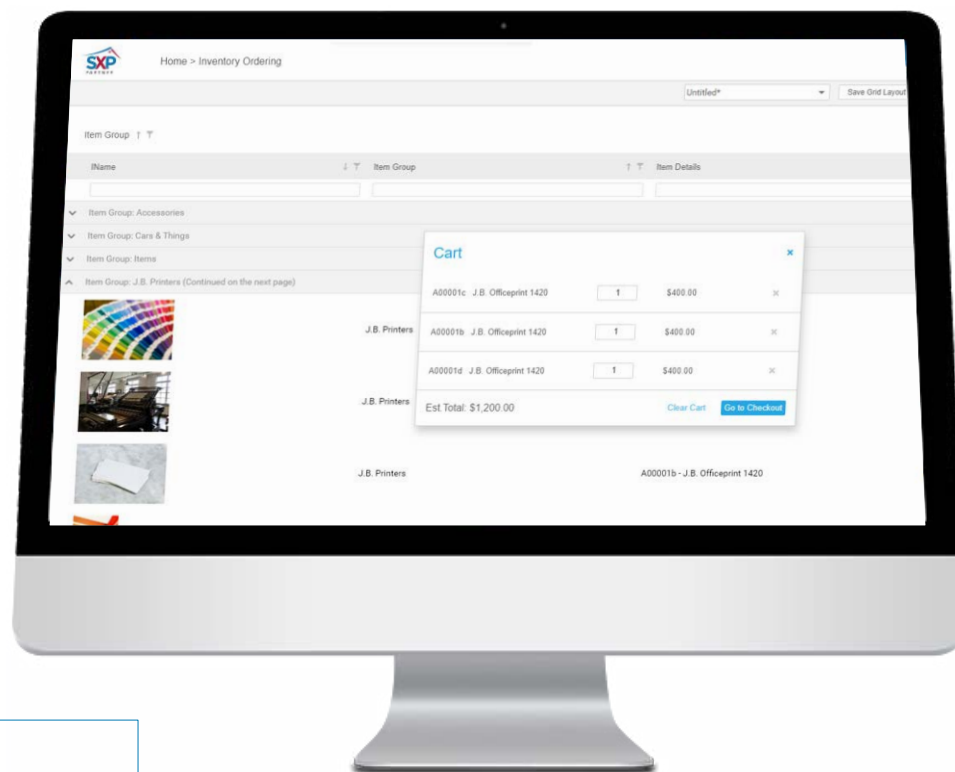 SXP
PARTNER
Home > Inventory Ordering
Untitled*
Save Grid Layout
Item Group
IName
Item Group
Item Details
Item Group: Accessories
Item Group: Cars & Things
Item Group: Items
Item Group: J.B. Printers (Continued on the next page)
J.B. Printers
J.B. Printers
J.B. Printers
A00001b - J.B. Officeprint 1420
Cart
A00001c J.B. Officeprint 1420 1 $400.00
A00001b J.B. Officeprint 1420 1 $400.00
A00001d J.B. Officeprint 1420 1 $400.00
Est Total: $1,200.00 Clear Cart Go to Checkout